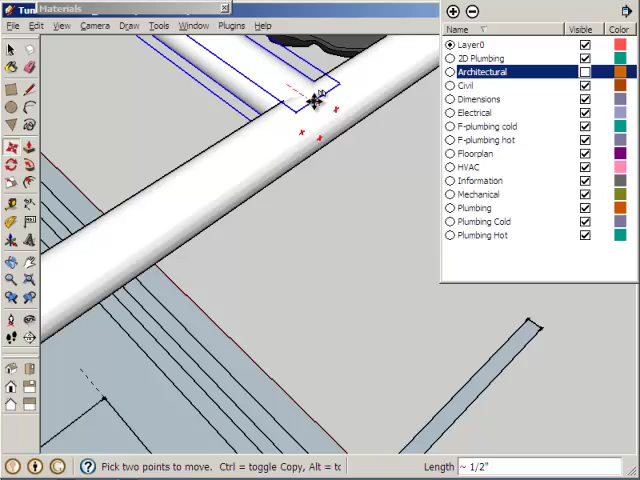 Tun
Materials
File Edit View Camera Draw Tools Window Plugins Help
Name Visible Color
Layer0
2D Plumbing
Architectural
Civil
Dimensions
Electrical
F-plumbing cold
F-plumbing hot
Floorplan
HVAC
Information
Mechanical
Plumbing
Plumbing Cold
Plumbing Hot
Pick two points to move. Ctrl = toggle Copy, Alt = to Length ~ 1/2"